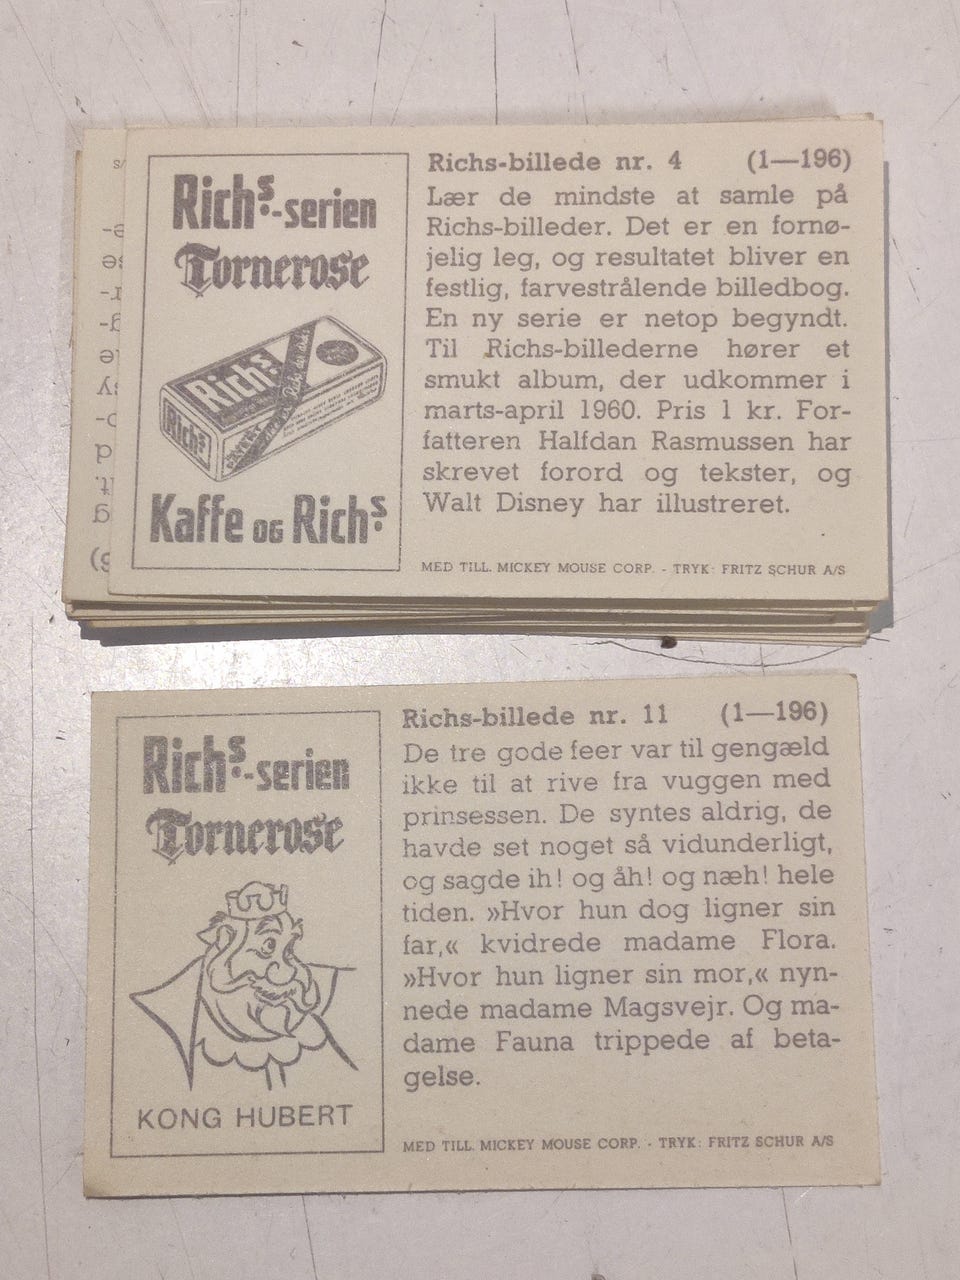 Richs-serien
Tornerose
Richs
Richs
Kaffe og Richs
Richs-billede nr. 4 (1—196)
Lær de mindste at samle på
Richs-billeder. Det er en fornø-
jelig leg, og resultatet bliver en
festlig, farvestrålende billedbog.
En ny serie er netop begyndt.
Til Richs-billederne hører et
smukt album, der udkommer i
marts-april 1960. Pris 1 kr. For-
fatteren Halfdan Rasmussen har
skrevet forord og tekster, og
Walt Disney har illustreret.
MED TILL. MICKEY MOUSE CORP. - TRYK: FRITZ SCHUR A/S
Richs-serien
Tornerose
KONG HUBERT
Richs-billede nr. 11 (1—196)
De tre gode feer var til gengæld
ikke til at rive fra vuggen med
prinsessen. De syntes aldrig, de
havde set noget så vidunderligt,
og sagde ih! og åh! og næh! hele
tiden. »Hvor hun dog ligner sin
far,« kvidrede madame Flora.
»Hvor hun ligner sin mor,« nyn-
nede madame Magsvejr. Og ma-
dame Fauna trippede af beta-
gelse.
MED TILL. MICKEY MOUSE CORP. - TRYK: FRITZ SCHUR A/S